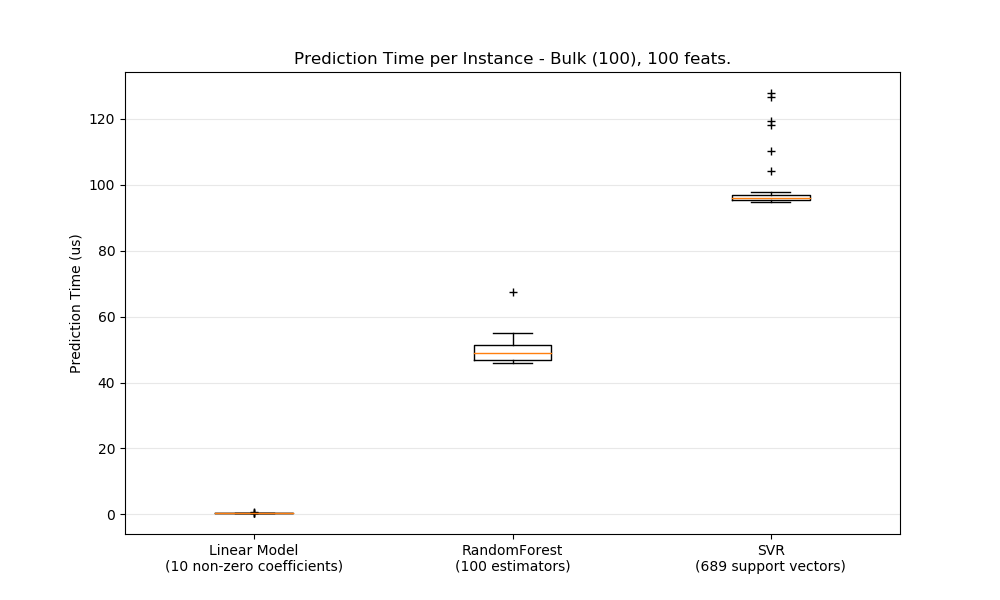 Prediction Time per Instance - Bulk (100), 100 feats.
Prediction Time (us)
120
100
80
60
40
20
0
Linear Model
(10 non-zero coefficients)
RandomForest
(100 estimators)
SVR
(689 support vectors)